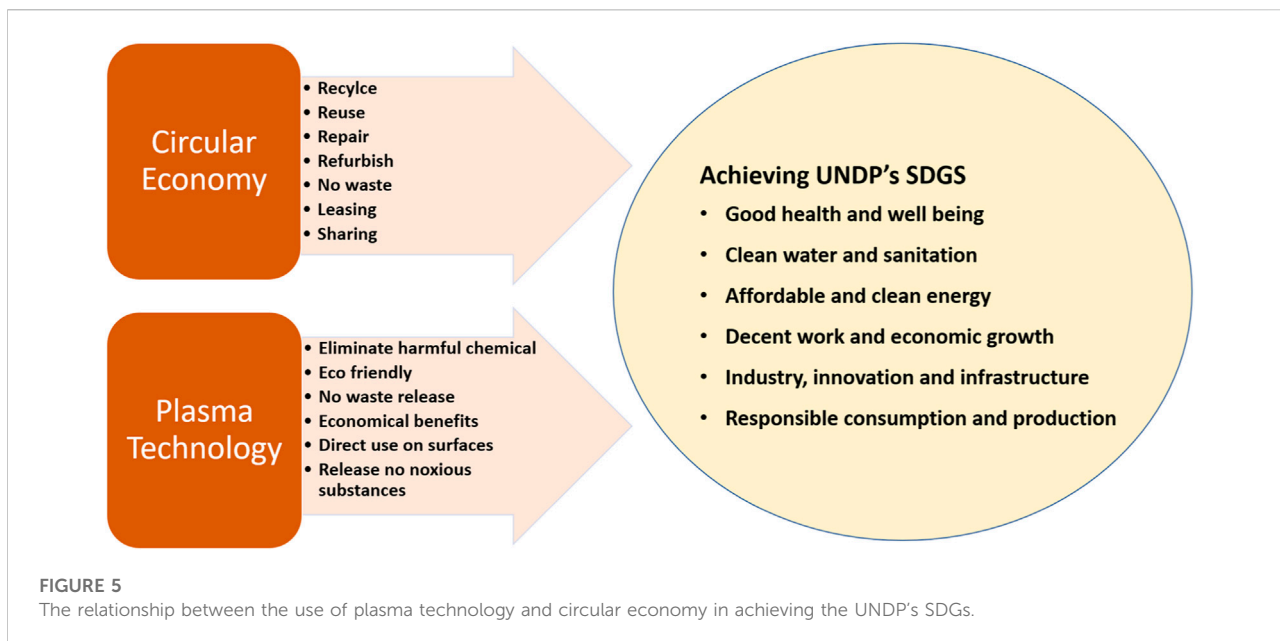 Circular
Economy
• Recylce
• Reuse
• Repair
• Refurbish
• No waste
• Leasing
• Sharing
Plasma
Technology
• Eliminate harmful chemical
• Eco friendly
• No waste release
• Economical benefits
• Direct use on surfaces
• Release no noxious
substances
Achieving UNDP’s SDGS
• Good health and well being
• Clean water and sanitation
• Affordable and clean energy
• Decent work and economic growth
• Industry, innovation and infrastructure
• Responsible consumption and production
FIGURE 5
The relationship between the use of plasma technology and circular economy in achieving the UNDP’s SDGs.